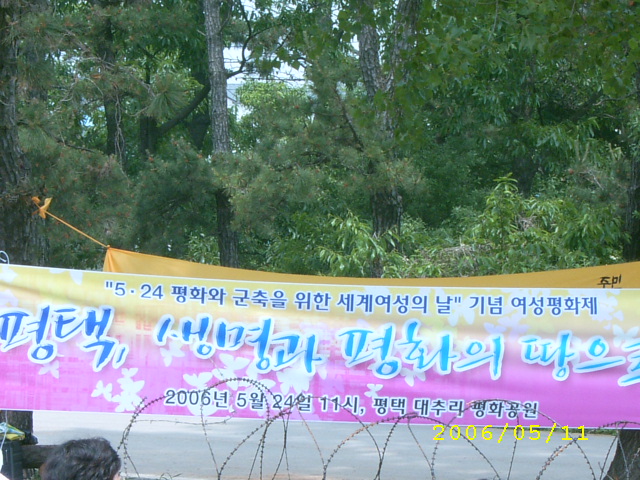 주민
"5·24 평화와 군축을 위한 세계여성의 날" 기념 여성평화제
평택, 생명과 평화의 땅으로
2006년 5월 24일 11시, 평택 대추리 평화공원
2006/05/11